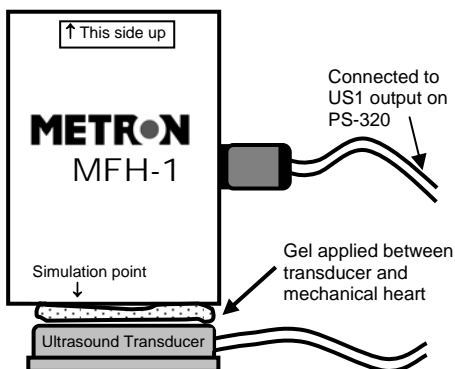 ↑ This side up
METRON
MFH-1
Connected to
US1 output on
PS-320
Gel applied between
transducer and
mechanical heart
Simulation point
↓
Ultrasound Transducer